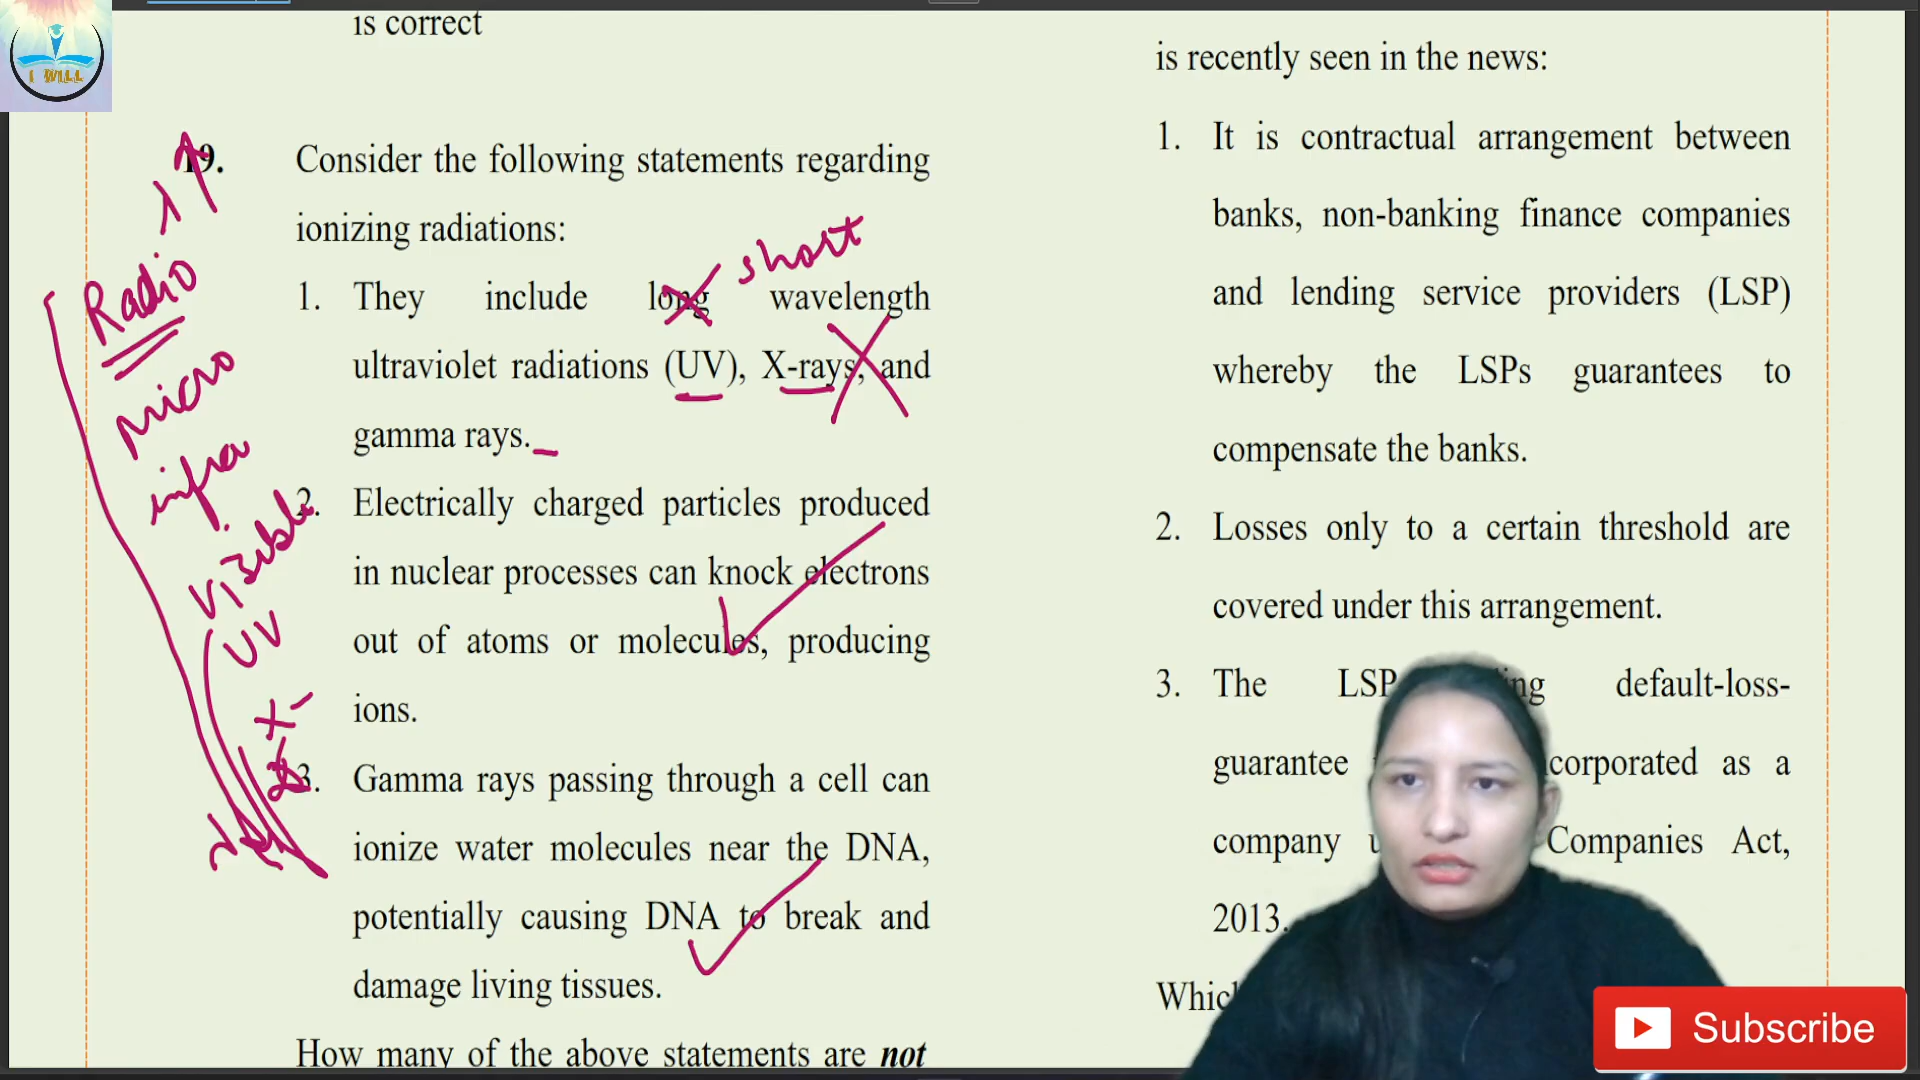 is correct
I WILL
19. Consider the following statements regarding
ionizing radiations:
1. They include long wavelength
short
ultraviolet radiations (UV), X-rays, and
gamma rays.
2. Electrically charged particles produced
in nuclear processes can knock electrons
out of atoms or molecules, producing
ions.
3. Gamma rays passing through a cell can
ionize water molecules near the DNA,
potentially causing DNA to break and
damage living tissues.
How many of the above statements are not
λ↑
Radio
micro
infra
visible
UV
X-
is recently seen in the news:
1. It is contractual arrangement between
banks, non-banking finance companies
and lending service providers (LSP)
whereby the LSPs guarantees to
compensate the banks.
2. Losses only to a certain threshold are
covered under this arrangement.
3. The LSP default-loss-
guarantee corporated as a
company Companies Act,
2013.
Subscribe